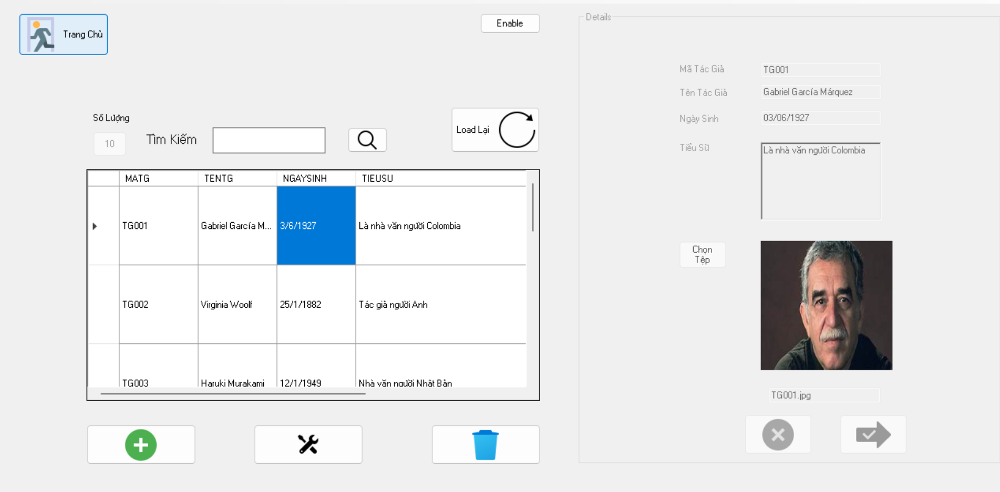 Trang Chủ
Enable
Số Lượng
10
Tìm Kiếm
Load Lại
MATG TENTG NGAYSINH TIEUSU
TG001 Gabriel García M... 3/6/1927 Là nhà văn người Colombia
TG002 Virginia Woolf 25/1/1882 Tác giả người Anh
TG003 Haruki Murakami 12/1/1949 Nhà văn người Nhật Bản
Details
Mã Tác Giả TG001
Tên Tác Giả Gabriel García Márquez
Ngày Sinh 03/06/1927
Tiểu Sử Là nhà văn người Colombia
Chọn
Tệp
TG001.jpg